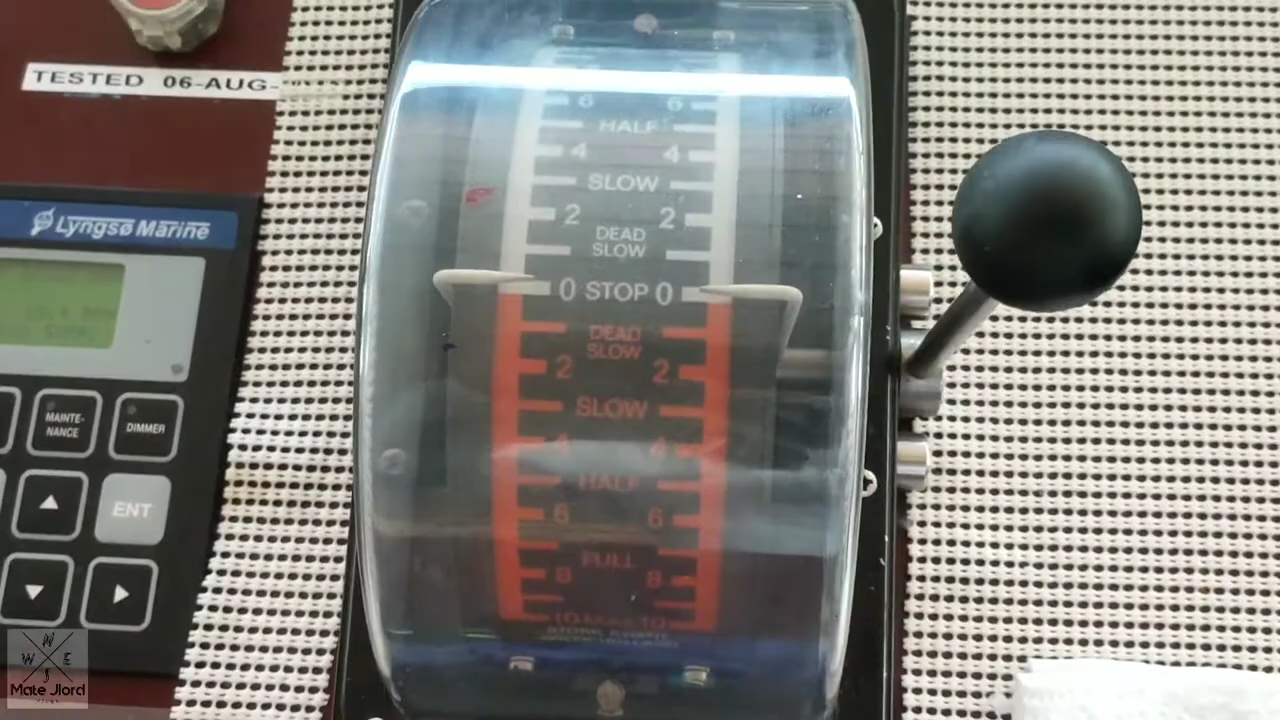 TESTED 06-AUG-
Lyngsø Marine
MAINTE-
NANCE
DIMMER
ENT
6 6
HALF
4 4
SLOW
2 2
DEAD
SLOW
0 STOP 0
DEAD
SLOW
2 2
SLOW
4 4
HALF
6 6
FULL
8 8
10 Max 10
W
W E
S
Mate Jlord